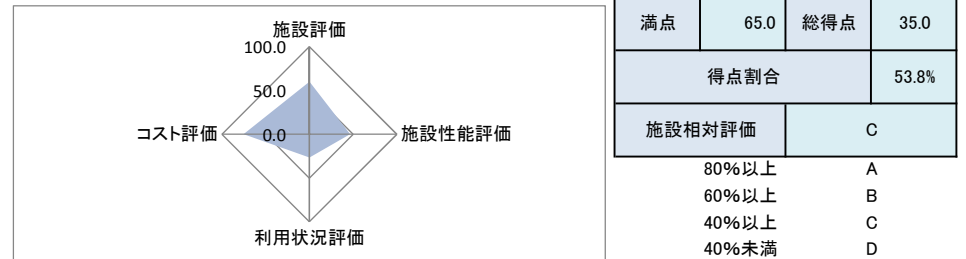 施設評価
100.0
50.0
0.0
コスト評価
施設性能評価
利用状況評価
満点 65.0 総得点 35.0
得点割合 53.8%
施設相対評価 C
80%以上 A
60%以上 B
40%以上 C
40%未満 D